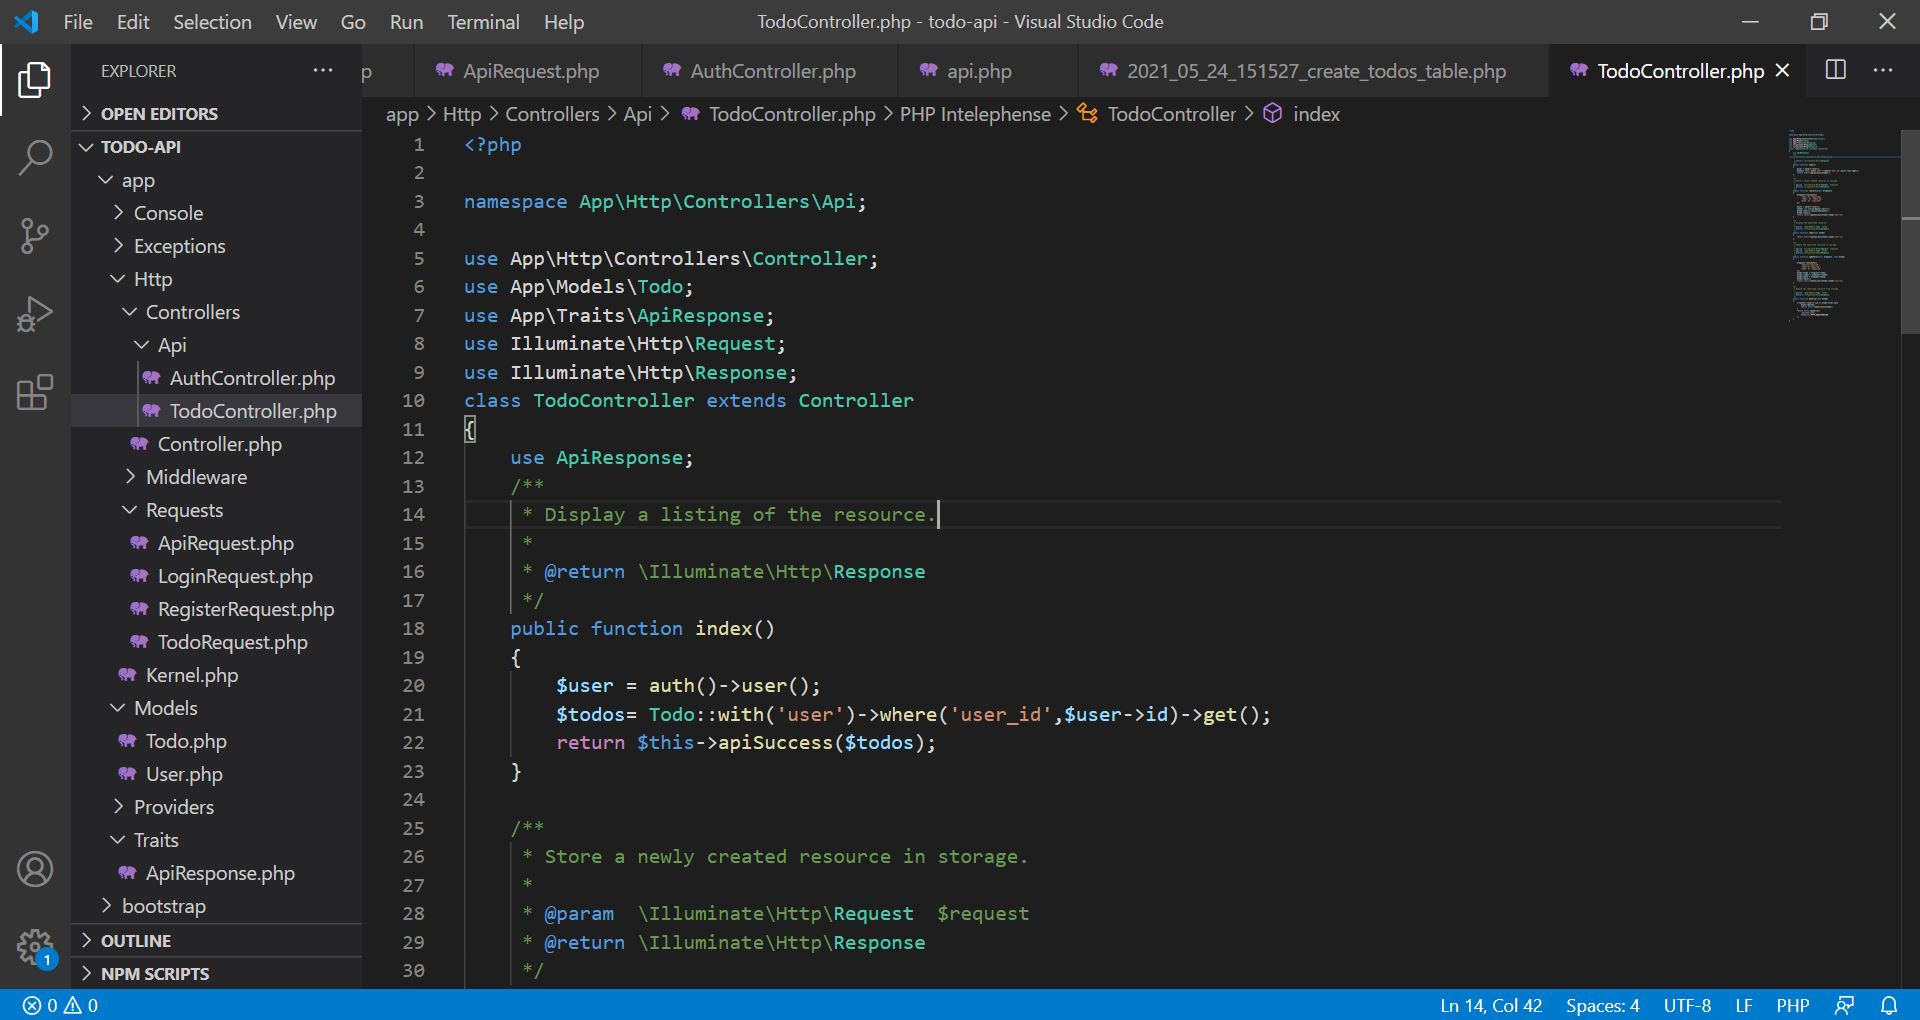 File Edit Selection View Go Run Terminal Help
TodoController.php - todo-api - Visual Studio Code
EXPLORER
OPEN EDITORS
TODO-API
app
Console
Exceptions
Http
Controllers
Api
AuthController.php
TodoController.php
Controller.php
Middleware
Requests
ApiRequest.php
LoginRequest.php
RegisterRequest.php
TodoRequest.php
Kernel.php
Models
Todo.php
User.php
Providers
Traits
ApiResponse.php
bootstrap
OUTLINE
NPM SCRIPTS
1
p ApiRequest.php AuthController.php api.php 2021_05_24_151527_create_todos_table.php TodoController.php
app > Http > Controllers > Api > TodoController.php > PHP Intelephense > TodoController > index
1 <?php
2
3 namespace App\Http\Controllers\Api;
4
5 use App\Http\Controllers\Controller;
6 use App\Models\Todo;
7 use App\Traits\ApiResponse;
8 use Illuminate\Http\Request;
9 use Illuminate\Http\Response;
10 class TodoController extends Controller
11 {
12 use ApiResponse;
13 /**
14 * Display a listing of the resource.
15 *
16 * @return \Illuminate\Http\Response
17 */
18 public function index()
19 {
20 $user = auth()->user();
21 $todos= Todo::with('user')->where('user_id',$user->id)->get();
22 return $this->apiSuccess($todos);
23 }
24
25 /**
26 * Store a newly created resource in storage.
27 *
28 * @param  \Illuminate\Http\Request  $request
29 * @return \Illuminate\Http\Response
30 */
0 0 Ln 14, Col 42 Spaces: 4 UTF-8 LF PHP